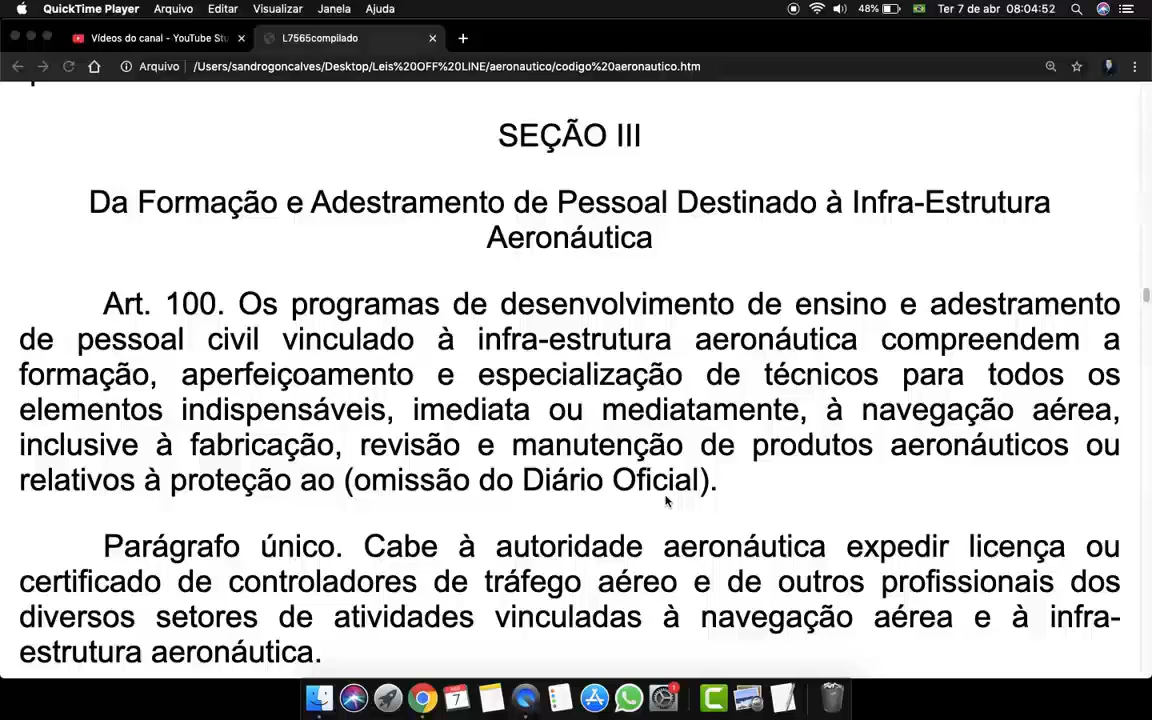 QuickTime Player Arquivo Editar Visualizar Janela Ajuda 48% Ter 7 de abr 08:04:52
Vídeos do canal - YouTube Stu L7565compilado
Arquivo /Users/sandrogoncalves/Desktop/Leis%20OFF%20LINE/aeronautico/codigo%20aeronautico.htm
SEÇÃO III
Da Formação e Adestramento de Pessoal Destinado à Infra-Estrutura
Aeronáutica
Art. 100. Os programas de desenvolvimento de ensino e adestramento
de pessoal civil vinculado à infra-estrutura aeronáutica compreendem a
formação, aperfeiçoamento e especialização de técnicos para todos os
elementos indispensáveis, imediata ou mediatamente, à navegação aérea,
inclusive à fabricação, revisão e manutenção de produtos aeronáuticos ou
relativos à proteção ao (omissão do Diário Oficial).
Parágrafo único. Cabe à autoridade aeronáutica expedir licença ou
certificado de controladores de tráfego aéreo e de outros profissionais dos
diversos setores de atividades vinculadas à navegação aérea e à infra-
estrutura aeronáutica.
7
1